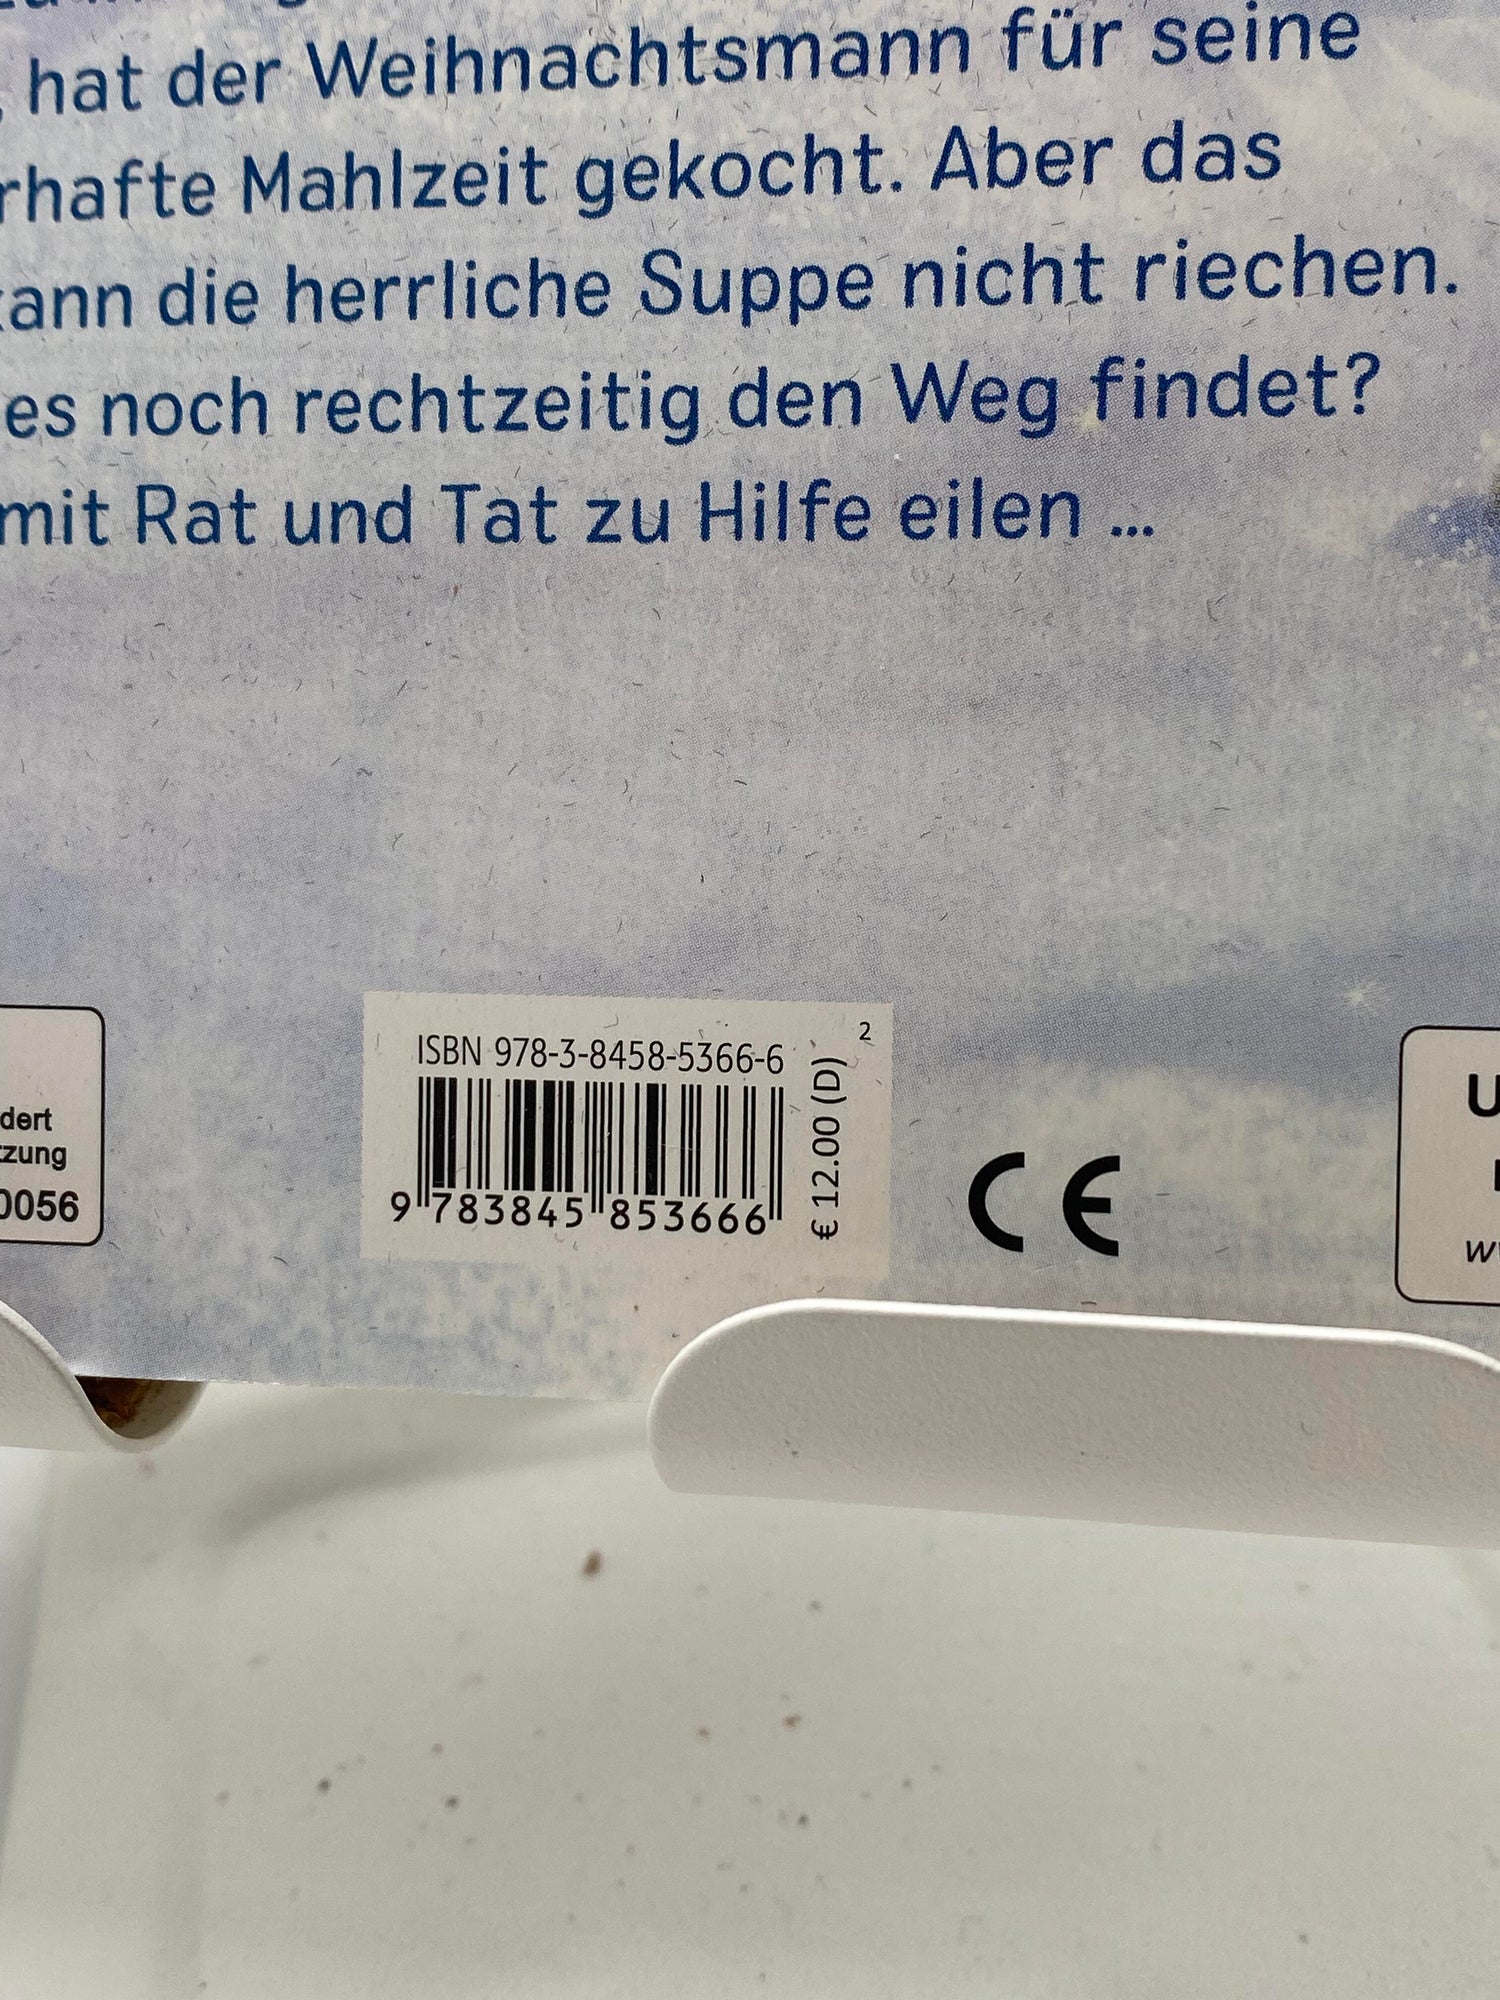 , hat der Weihnachtsmann für seine
rhafte Mahlzeit gekocht. Aber das
kann die herrliche Suppe nicht riechen.
es noch rechtzeitig den Weg findet?
mit Rat und Tat zu Hilfe eilen ...
dert
tzung
0056
ISBN 978-3-8458-5366-6
9 783845 853666
€ 12.00 (D)
2
CE
U
w